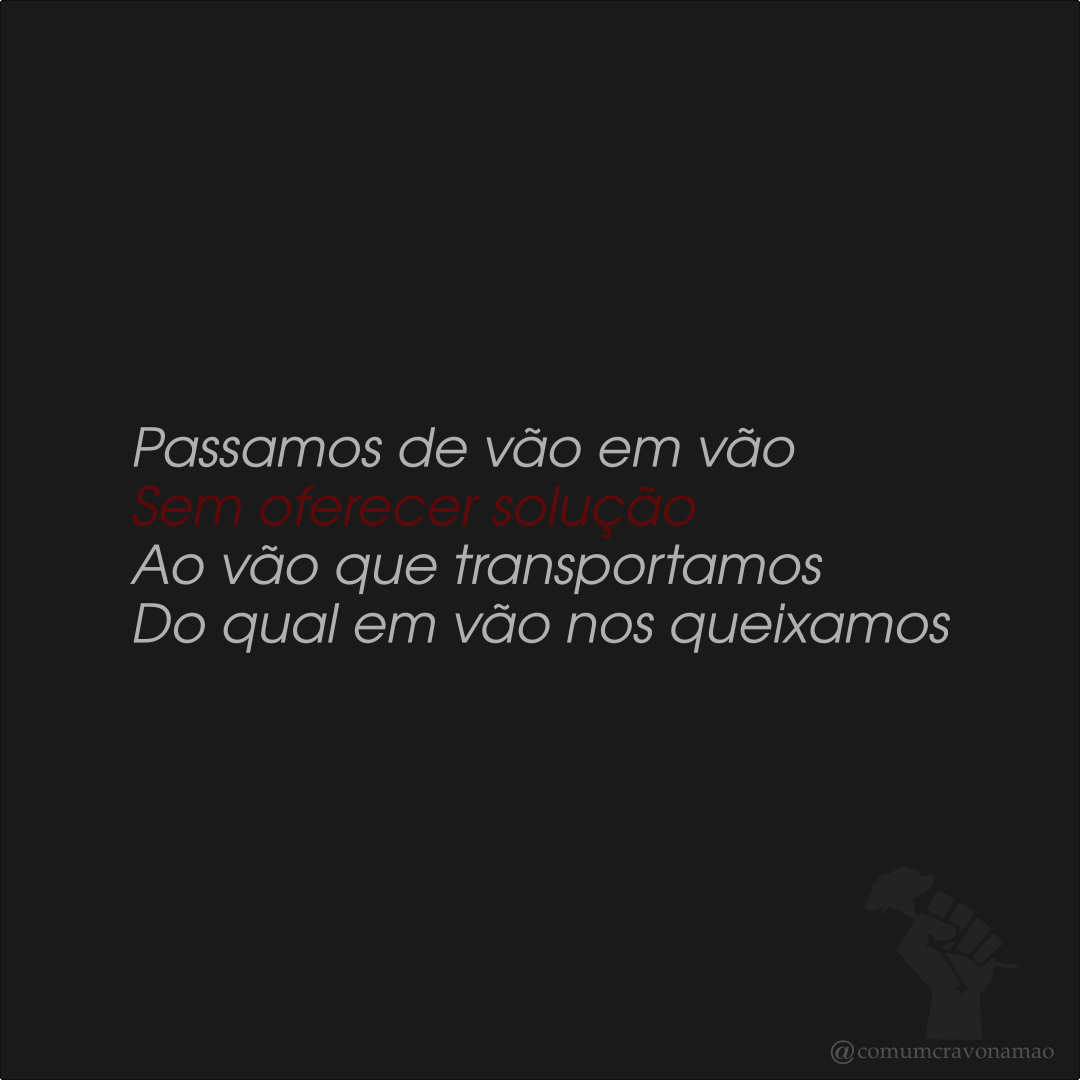 Passamos de vão em vão
Sem oferecer solução
Ao vão que transportamos
Do qual em vão nos queixamos
@comumcravonamao